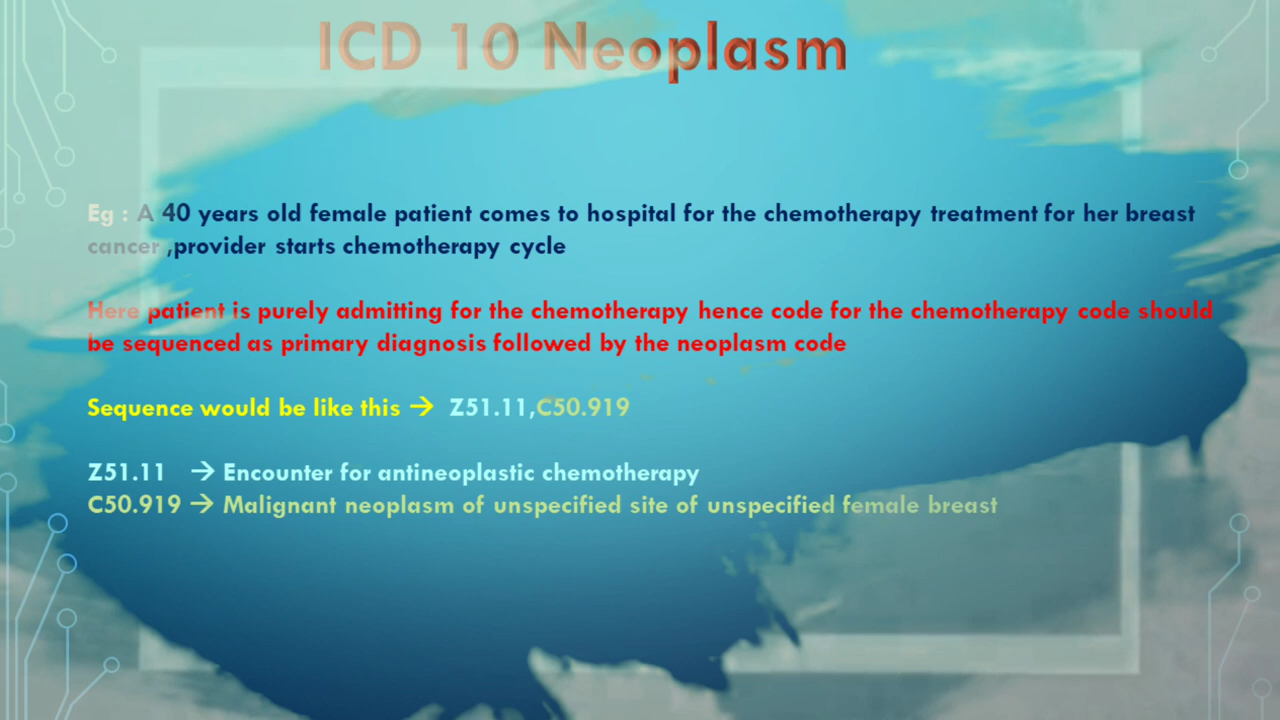 ICD 10 Neoplasm
Eg : A 40 years old female patient comes to hospital for the chemotherapy treatment for her breast
cancer ,provider starts chemotherapy cycle
Here patient is purely admitting for the chemotherapy hence code for the chemotherapy code should
be sequenced as primary diagnosis followed by the neoplasm code
Sequence would be like this → Z51.11,C50.919
Z51.11 → Encounter for antineoplastic chemotherapy
C50.919 → Malignant neoplasm of unspecified site of unspecified female breast